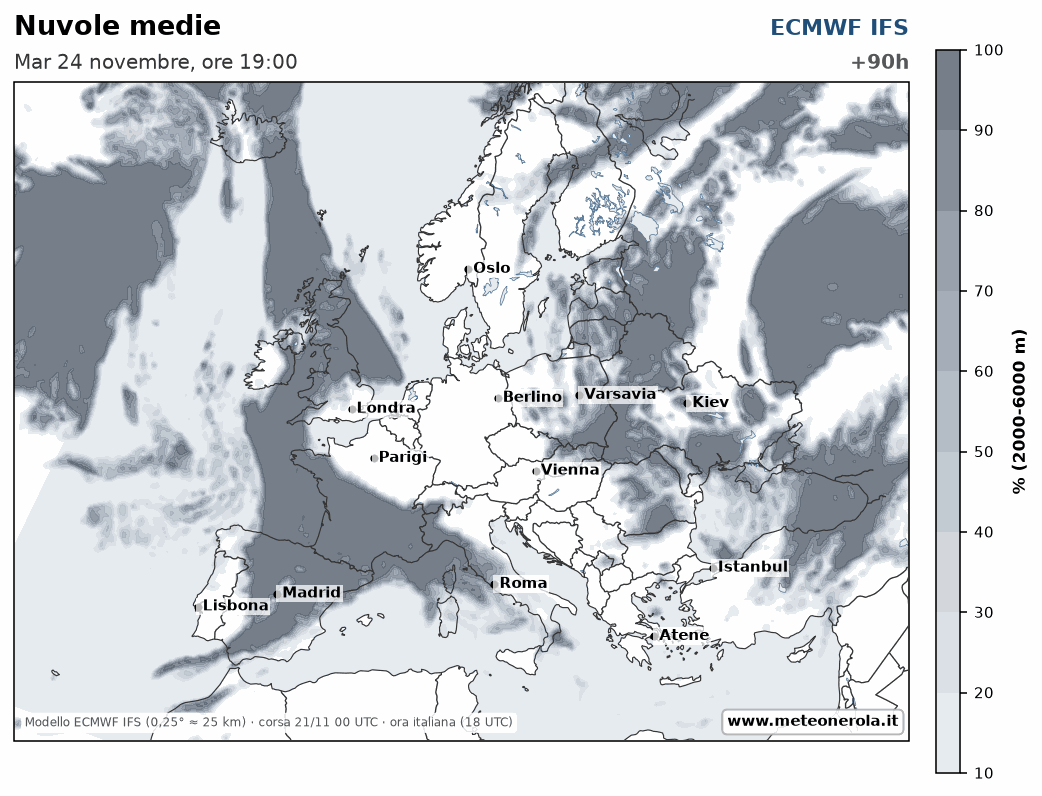 Nuvole medie
ECMWF IFS
Mar 24 novembre, ore 19:00
+90h
Oslo
Berlino
Varsavia
Londra
Kiev
Parigi
Vienna
Istanbul
Roma
Madrid
Lisbona
Atene
Modello ECMWF IFS (0,25° ≈ 25 km) · corsa 21/11 00 UTC · ora italiana (18 UTC)
www.meteonerola.it
100
90
80
70
60
50
40
30
20
10
% (2000-6000 m)